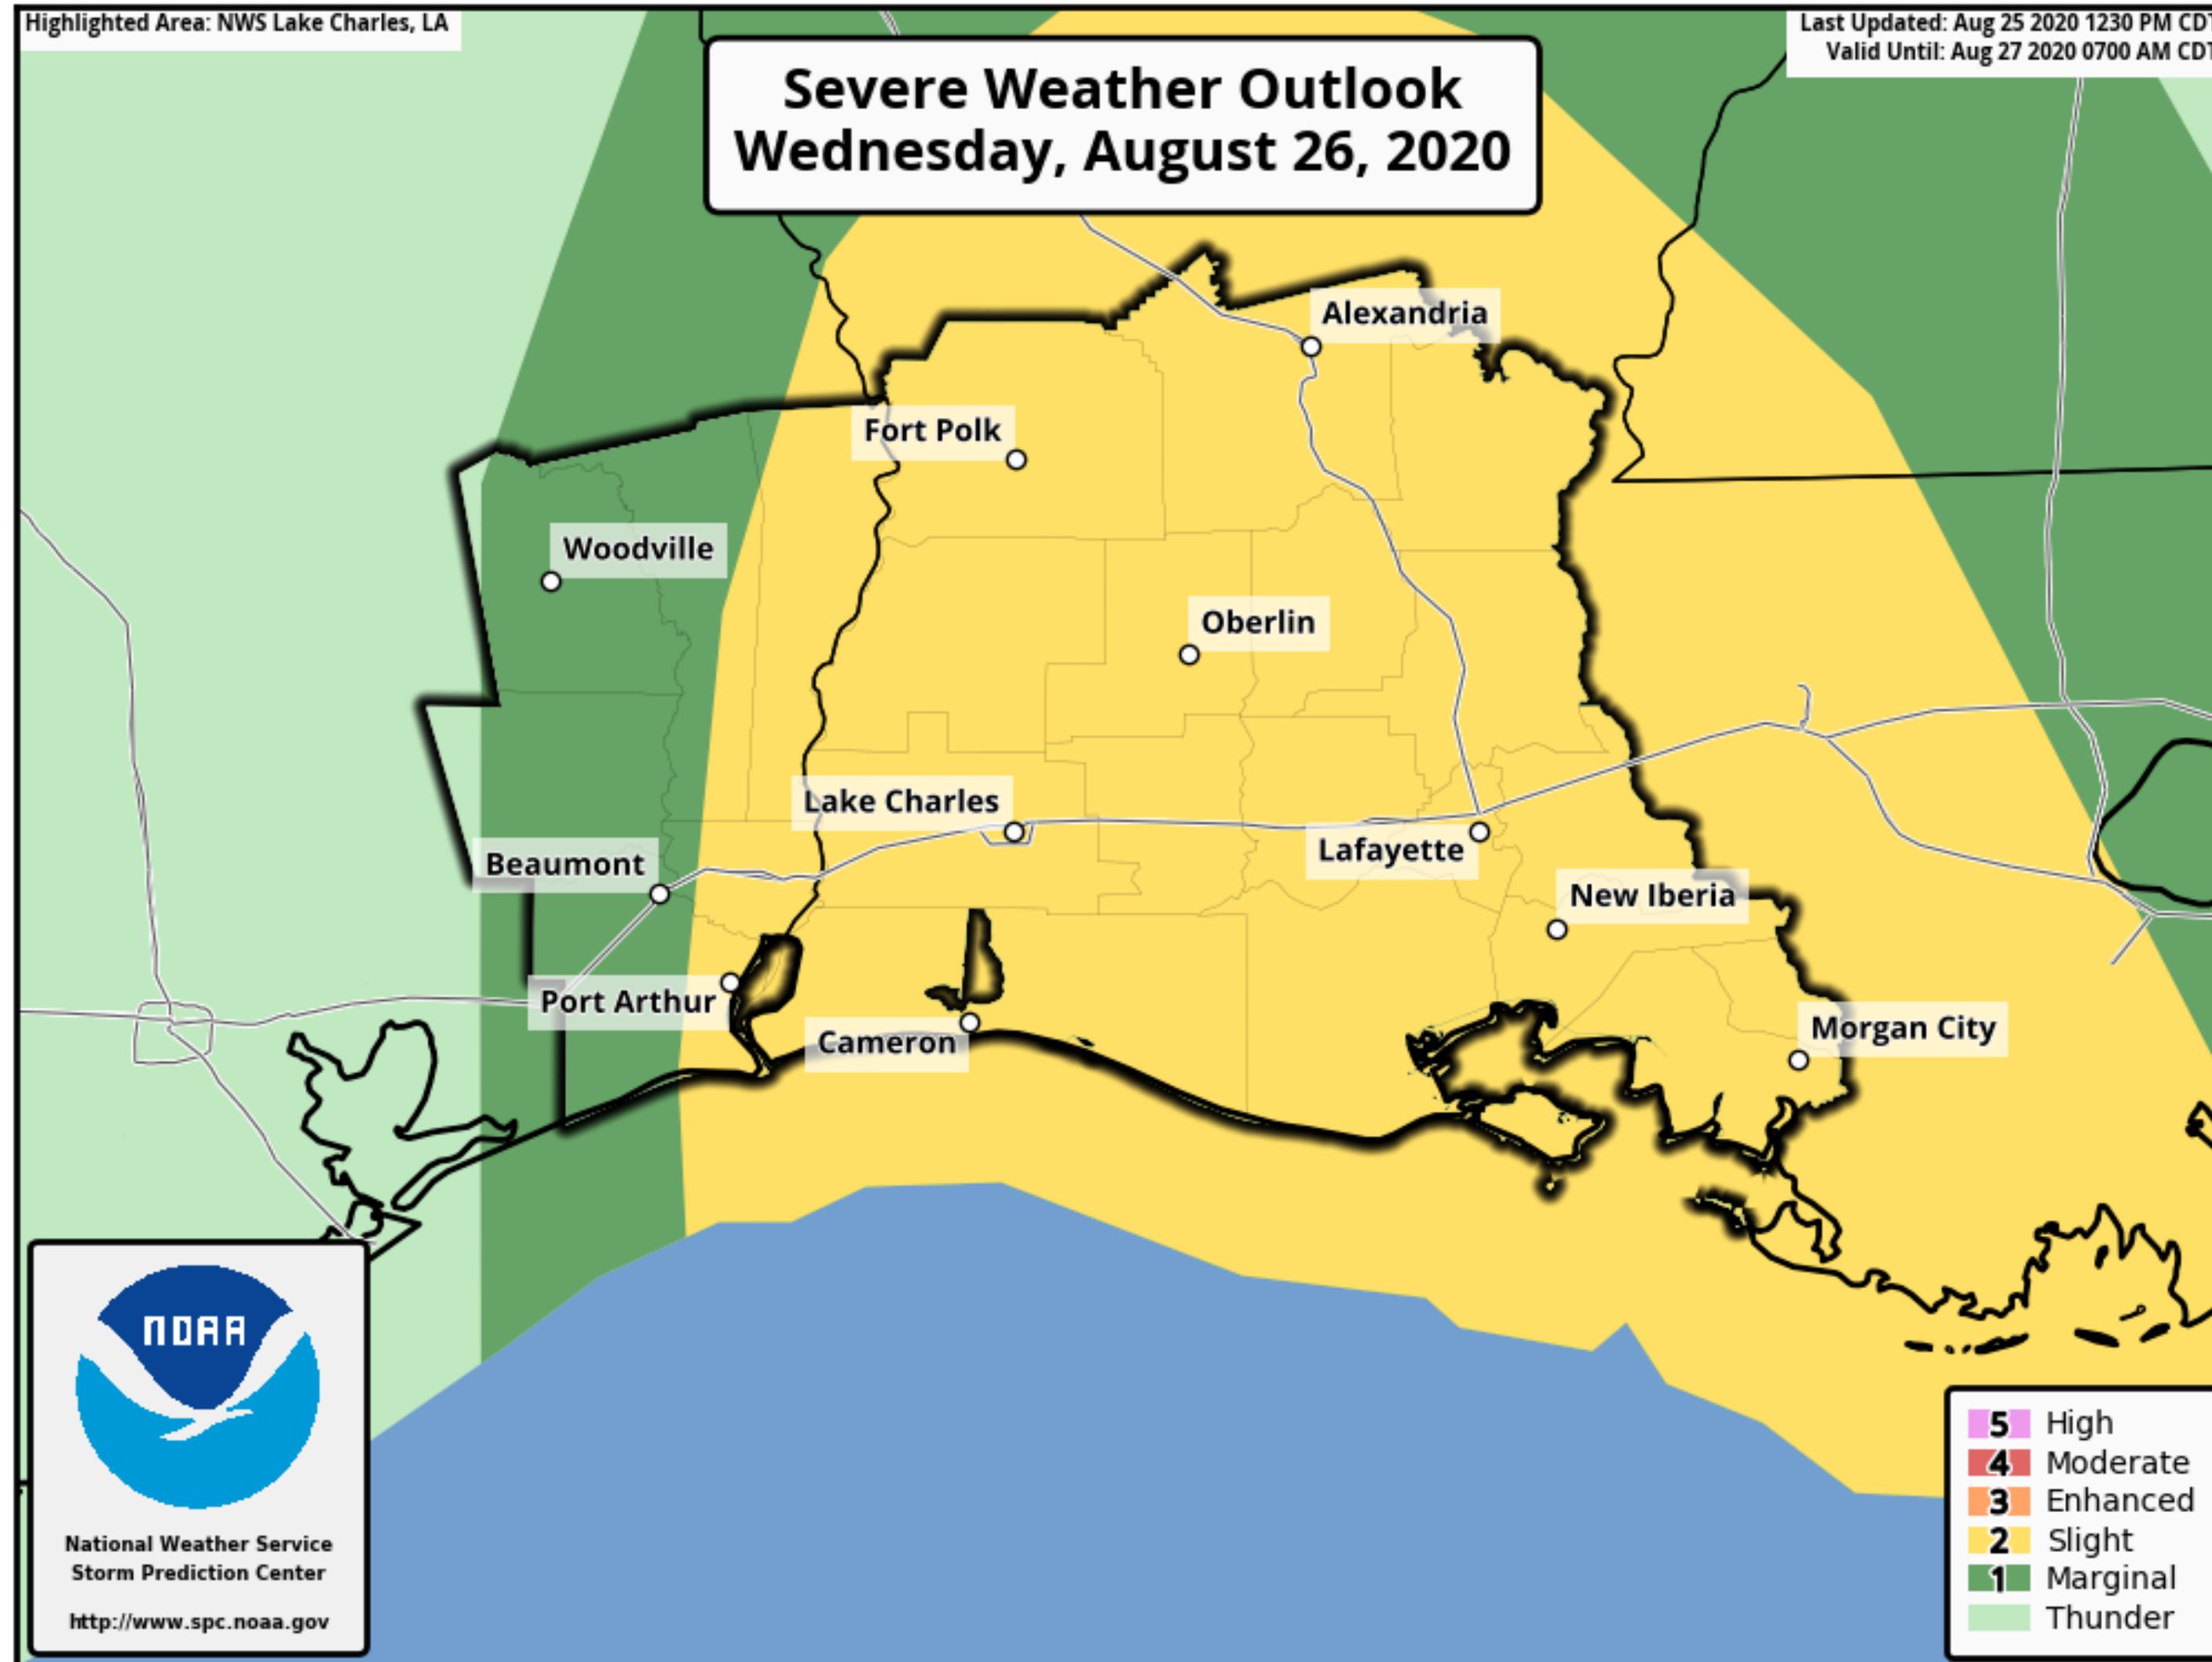 Highlighted Area: NWS Lake Charles, LA
Last Updated: Aug 25 2020 1230 PM CDT
Valid Until: Aug 27 2020 0700 AM CDT
Severe Weather Outlook
Wednesday, August 26, 2020
Alexandria
Fort Polk
Woodville
Oberlin
Lake Charles
Beaumont
Lafayette
New Iberia
Port Arthur
Cameron
Morgan City
NOAA
National Weather Service
Storm Prediction Center
http://www.spc.noaa.gov
5 High
4 Moderate
3 Enhanced
2 Slight
1 Marginal
Thunder